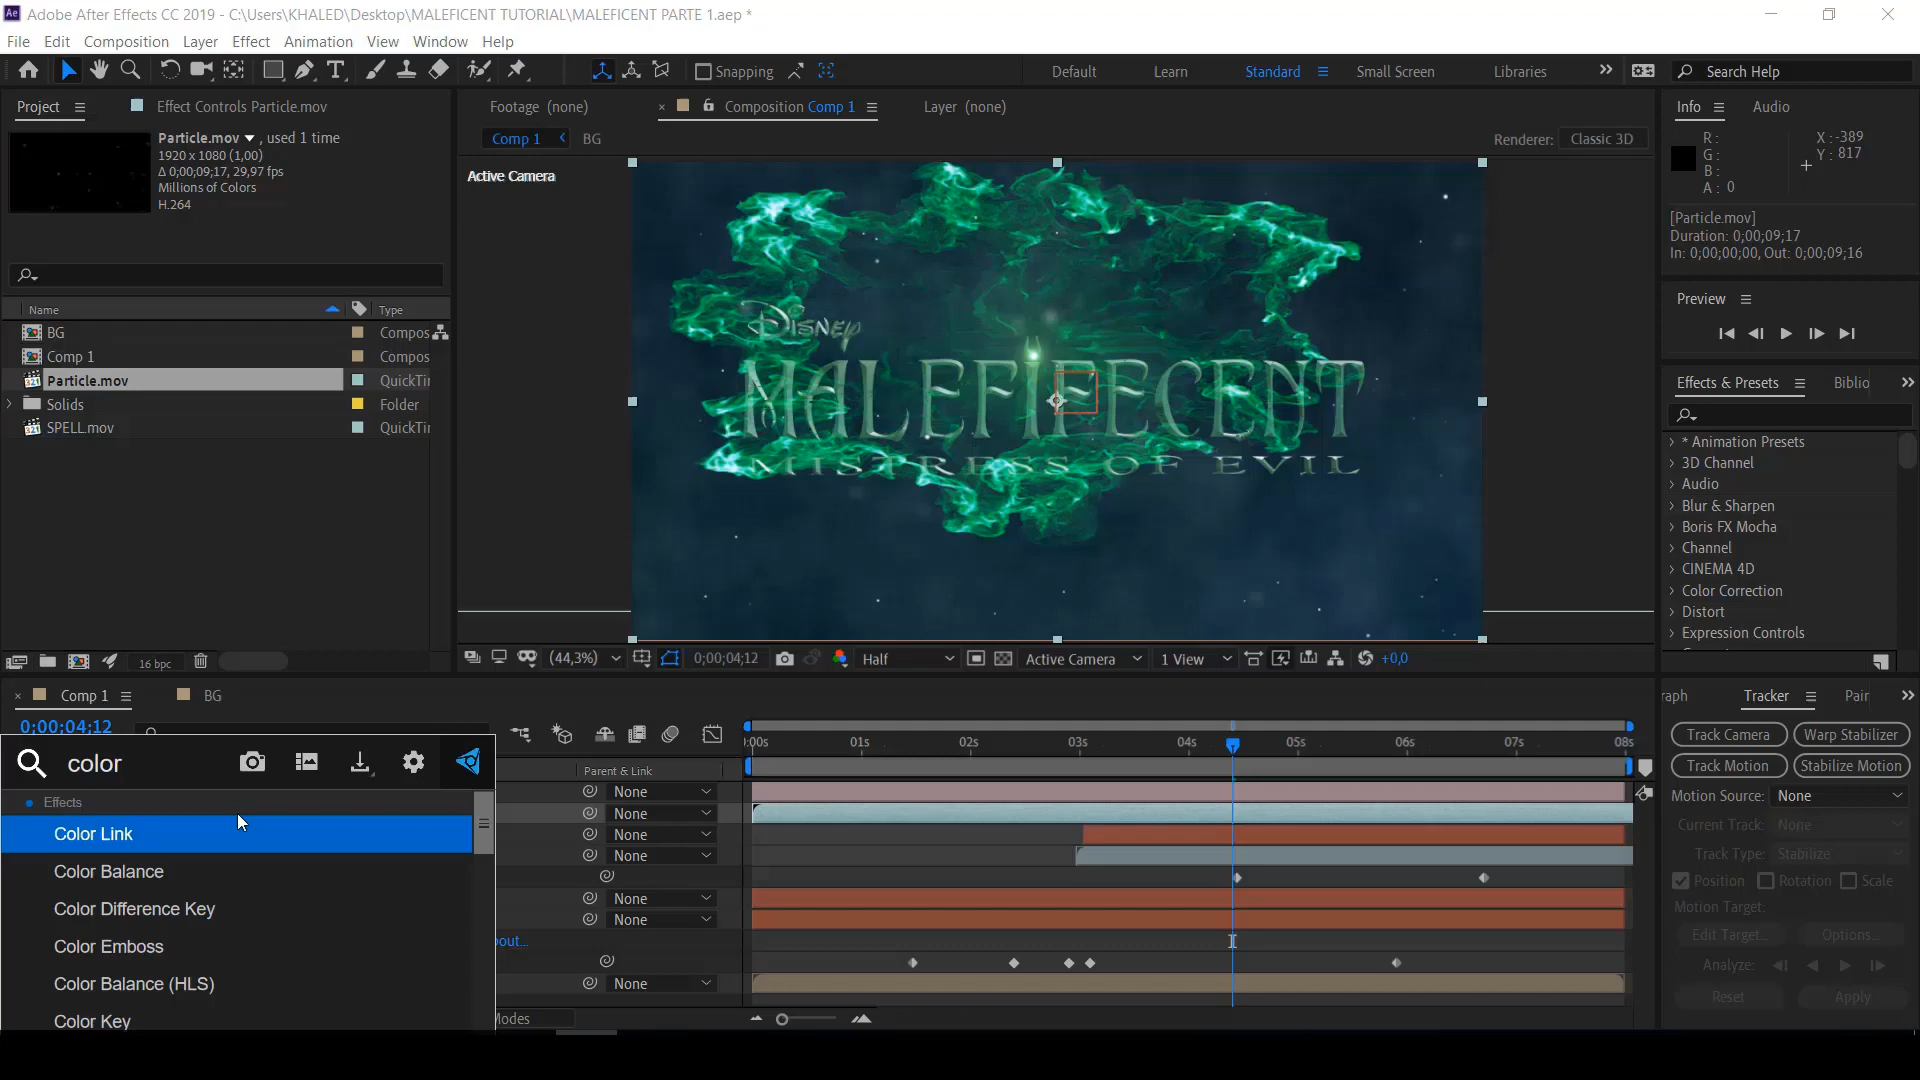 Adobe After Effects CC 2019 - C:\Users\KHALED\Desktop\MALEFICENT TUTORIAL\MALEFICENT PARTE 1.aep *
File Edit Composition Layer Effect Animation View Window Help
Snapping
Default Learn Standard Small Screen Libraries Search Help
Project Effect Controls Particle.mov
Footage (none) Composition Comp 1 Layer (none)
Info Audio
Particle.mov , used 1 time
1920 x 1080 (1,00)
Δ 0;00;09;17, 29,97 fps
Millions of Colors
H.264
Comp 1 BG
Renderer: Classic 3D
R :
G :
B :
A : 0
X : -389
Y : 817
Active Camera
DISNEY
MALEFIFECENT
MISTRESS OF EVIL
[Particle.mov]
Duration: 0;00;09;17
In: 0;00;00;00, Out: 0;00;09;16
Preview
Name Type
BG Compos
Comp 1 Compos
Particle.mov QuickTi
Solids Folder
SPELL.mov QuickTi
Effects & Presets Biblio
* Animation Presets
3D Channel
Audio
Blur & Sharpen
Boris FX Mocha
Channel
CINEMA 4D
Color Correction
Distort
Expression Controls
16 bpc
(44,3%) 0;00;04;12 Half Active Camera 1 View +0,0
Comp 1 BG
0;00;04;12
:00s 01s 02s 03s 04s 05s 06s 07s 08s
color
Effects
Color Link
Color Balance
Color Difference Key
Color Emboss
Color Balance (HLS)
Color Key
Parent & Link
None
None
None
None
None
None
bout...
None
Modes
raph Tracker Pair
Track Camera Warp Stabilizer
Track Motion Stabilize Motion
Motion Source: None
Current Track: None
Track Type: Stabilize
Position Rotation Scale
Motion Target:
Edit Target... Options...
Analyze:
Reset Apply